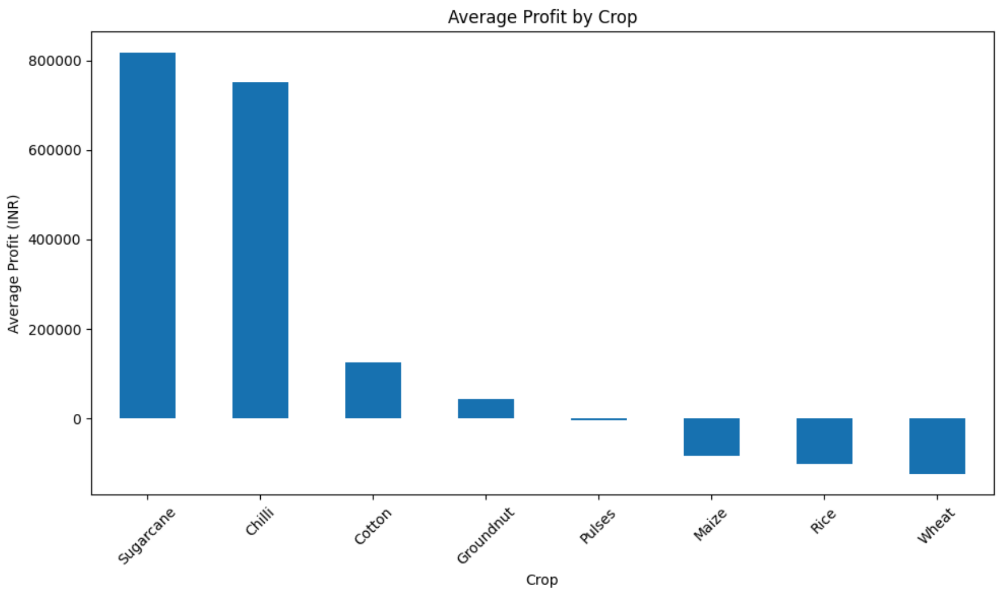 Average Profit by Crop
Average Profit (INR)
800000
600000
400000
200000
0
Sugarcane
Chilli
Cotton
Groundnut
Pulses
Maize
Rice
Wheat
Crop